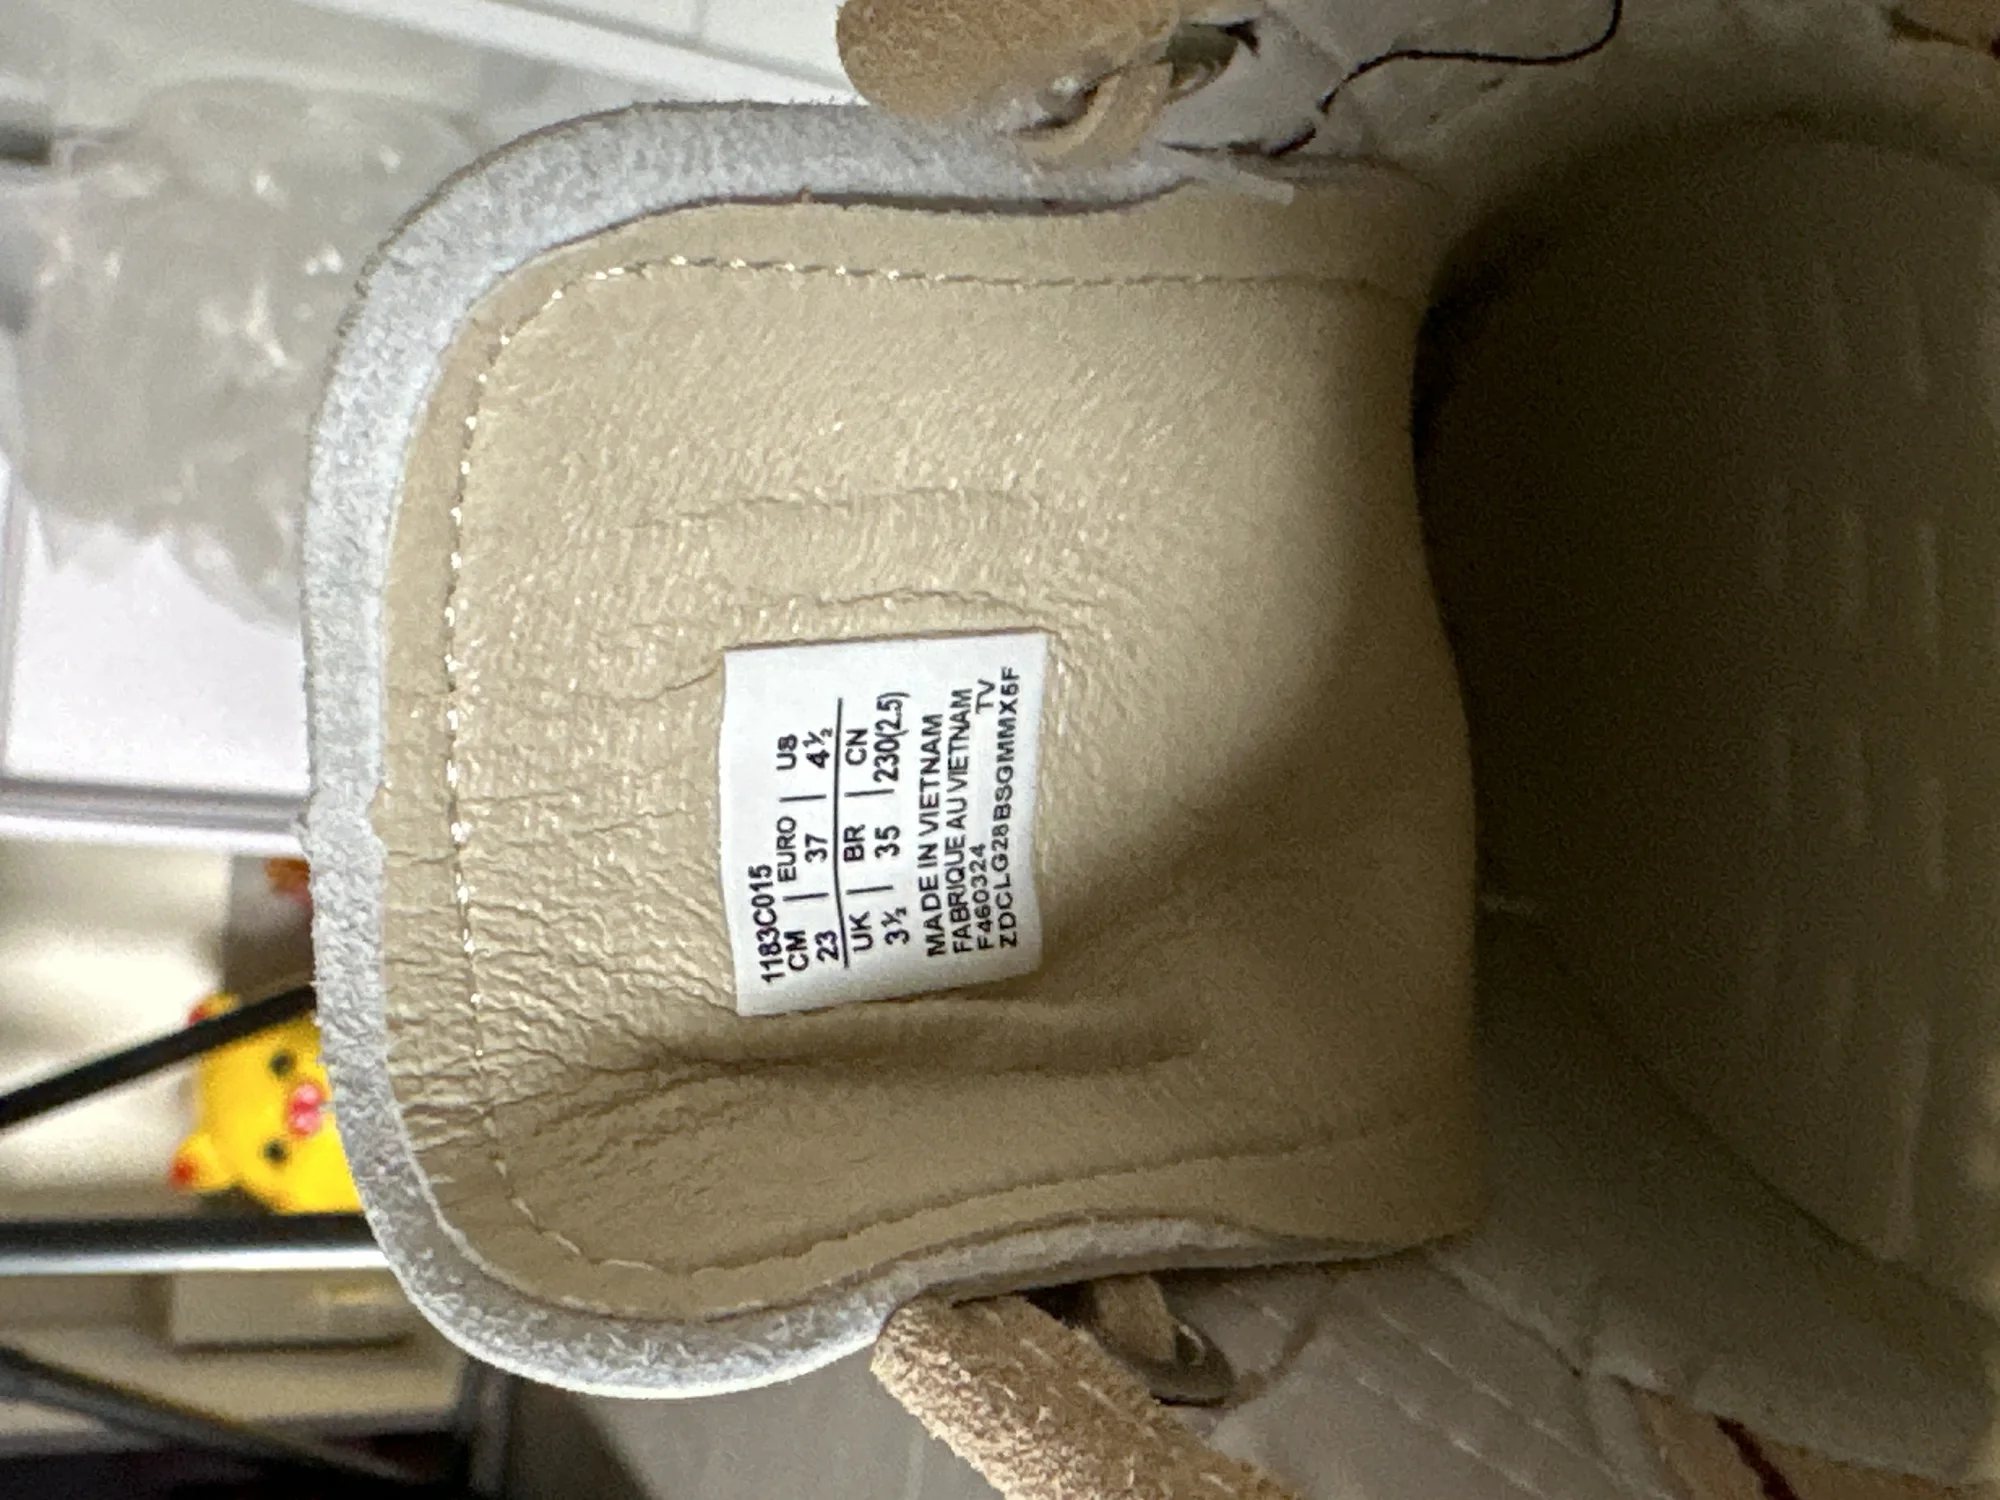 1183C015
CM | EURO | US
23 | 37 | 4½
UK | BR | CN
3½ | 35 | 230(2.5)
MADE IN VIETNAM
FABRIQUE AU VIETNAM
F460324 TV
ZDCLG28BSGMMX5F